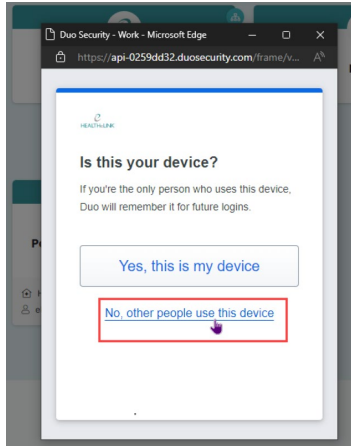 Duo Security - Work - Microsoft Edge
https://api-0259dd32.duosecurity.com/frame/v...
HEALTHeLINK
Is this your device?
If you're the only person who uses this device,
Duo will remember it for future logins.
Yes, this is my device
No, other people use this device